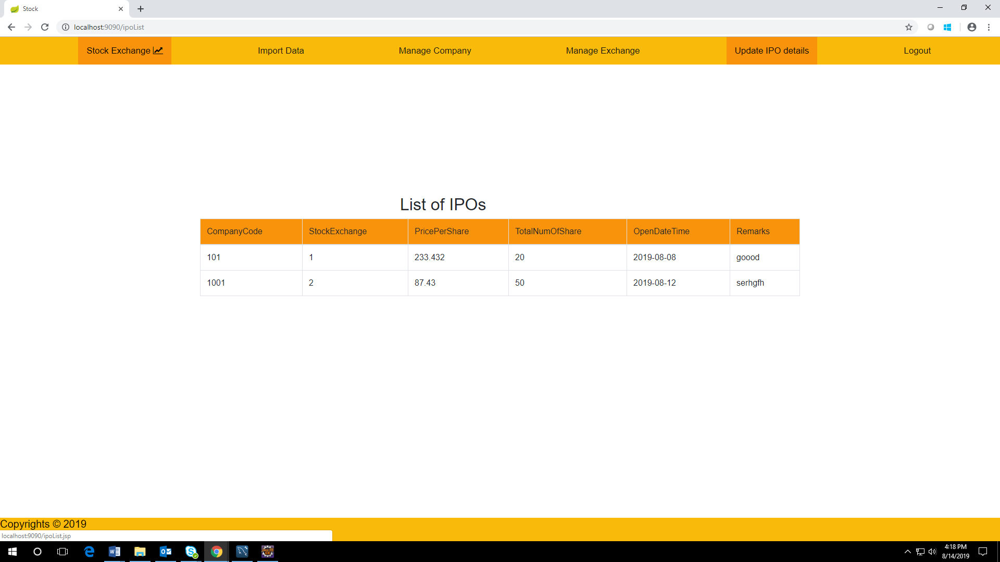 Stock
localhost:9090/ipoList
Stock Exchange Import Data Manage Company Manage Exchange Update IPO details Logout
List of IPOs
CompanyCode StockExchange PricePerShare TotalNumOfShare OpenDateTime Remarks
101 1 233.432 20 2019-08-08 goood
1001 2 87.43 50 2019-08-12 serhgfh
Copyrights © 2019
localhost:9090/ipoList.jsp
4:18 PM
8/14/2019